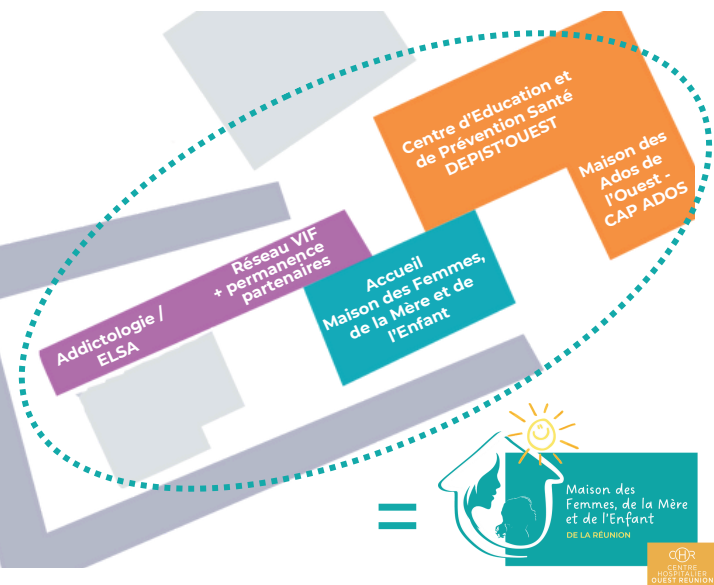 Centre d'Education et
de Prévention Santé
DEPIST'OUEST
Maison des
Ados de
l'Ouest -
CAP ADOS
Réseau VIF
+ permanence
partenaires
Accueil
Maison des Femmes,
de la Mère et de
l'Enfant
Addictologie /
ELSA
=
Maison des
Femmes, de la Mère
et de l'Enfant
DE LA RÉUNION
CHOR
CENTRE
HOSPITALIER
OUEST REUNION